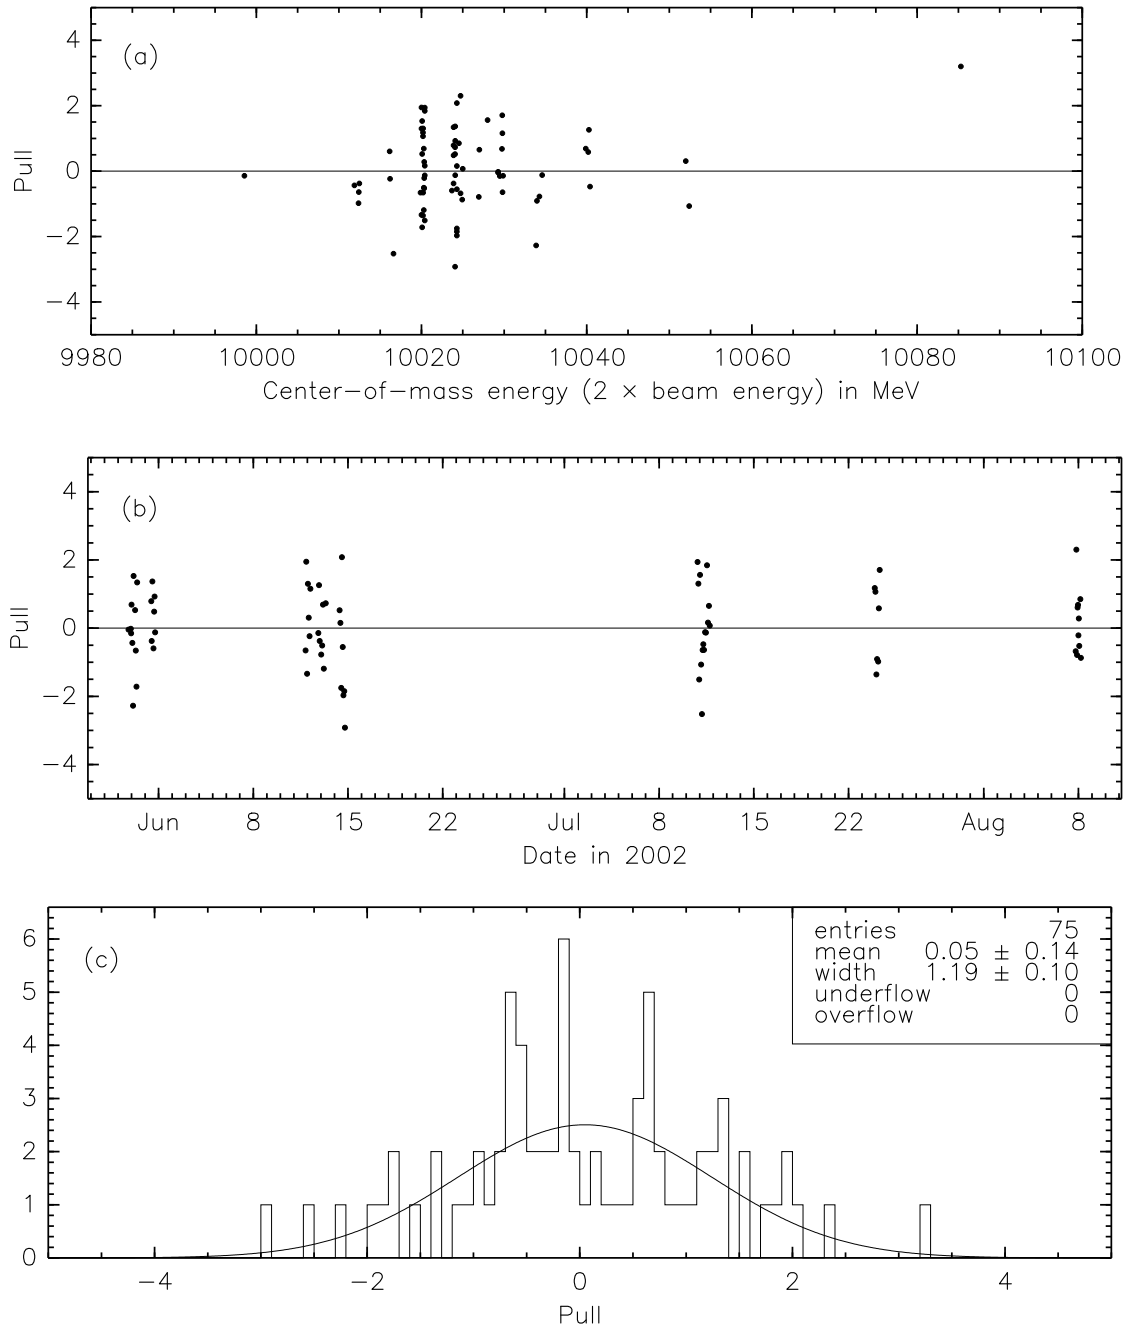 4
2
0
−2
−4
Pull
(a)
9980 10000 10020 10040 10060 10080 10100
Center−of−mass energy (2 × beam energy) in MeV
4
2
0
−2
−4
Pull
(b)
Jun 8 15 22 Jul 8 15 22 Aug 8
Date in 2002
6
5
4
3
2
1
0
(c)
entries 75
mean 0.05 ± 0.14
width 1.19 ± 0.10
underflow 0
overflow 0
−4 −2 0 2 4
Pull